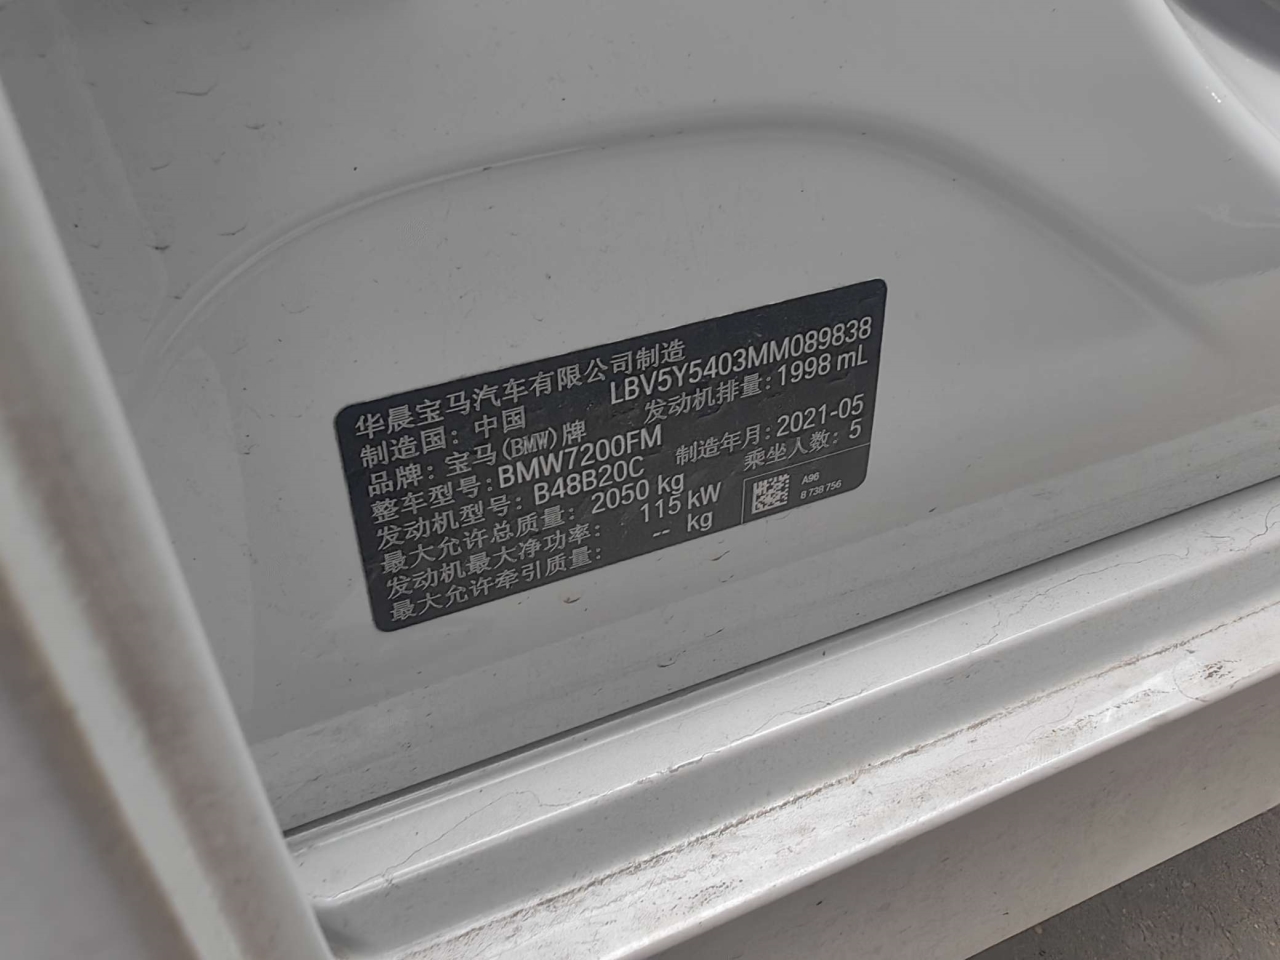 华晨宝马汽车有限公司制造
制造国：中国 LBV5Y5403MM089838
品牌：宝马(BMW)牌 发动机排量：1998 mL
整车型号：BMW7200FM 制造年月：2021-05
发动机型号：B48B20C 乘坐人数：5
最大允许总质量：2050 kg
发动机最大净功率：115 kW
最大允许牵引质量：-- kg
A96
8 738 756